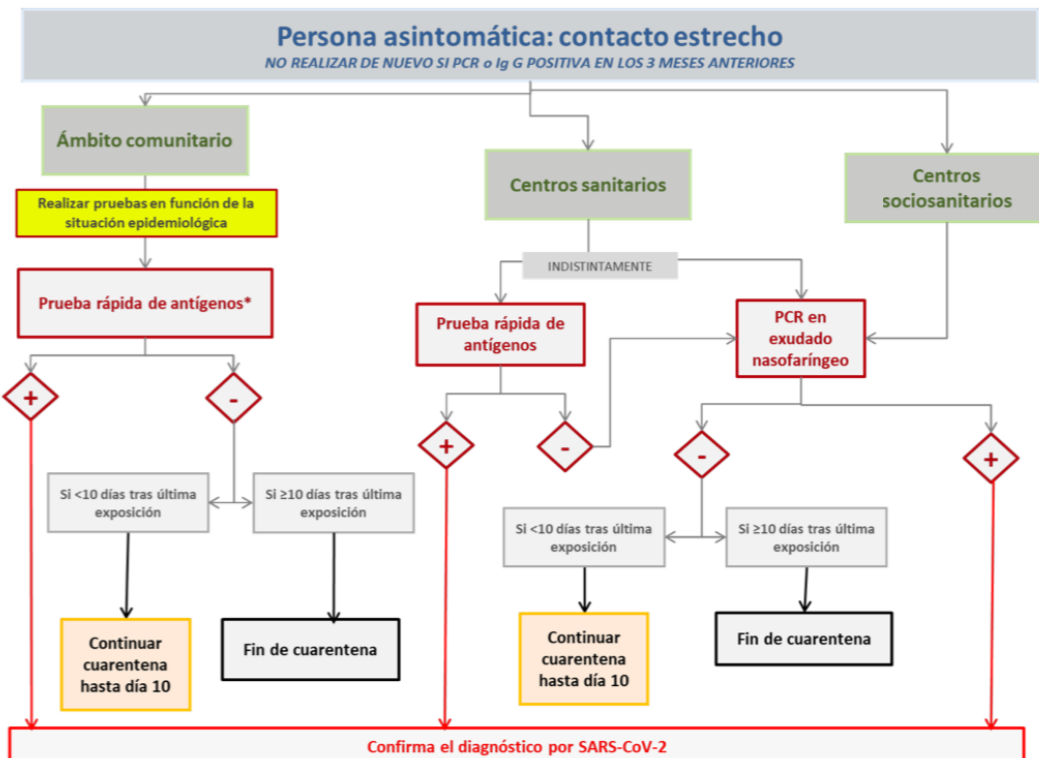 Persona asintomática: contacto estrecho
NO REALIZAR DE NUEVO SI PCR o Ig G POSITIVA EN LOS 3 MESES ANTERIORES
Ámbito comunitario
Realizar pruebas en función de la
situación epidemiológica
Prueba rápida de antígenos*
+
-
Si <10 días tras última
exposición
Si ≥10 días tras última
exposición
Continuar
cuarentena
hasta día 10
Fin de cuarentena
Centros sanitarios
INDISTINTAMENTE
Prueba rápida de
antígenos
+
-
Centros
sociosanitarios
PCR en
exudado
nasofaríngeo
-
+
Si <10 días tras última
exposición
Si ≥10 días tras última
exposición
Continuar
cuarentena
hasta día 10
Fin de cuarentena
Confirma el diagnóstico por SARS-CoV-2